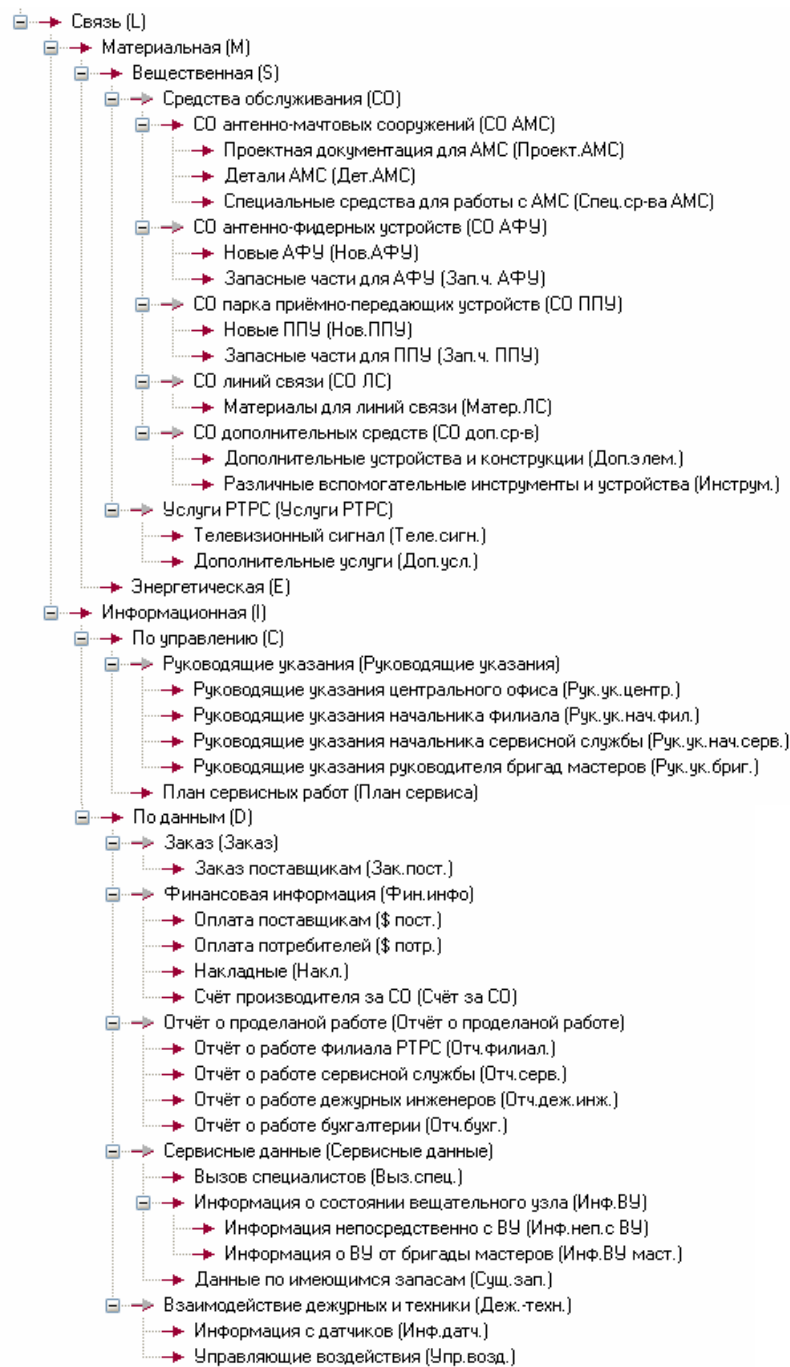 Связь (L)
Материальная (M)
Вещественная (S)
Средства обслуживания (СО)
СО антенно-мачтовых сооружений (СО АМС)
Проектная документация для АМС (Проект.АМС)
Детали АМС (Дет.АМС)
Специальные средства для работы с АМС (Спец.ср-ва АМС)
СО антенно-фидерных устройств (СО АФУ)
Новые АФУ (Нов.АФУ)
Запасные части для АФУ (Зап.ч. АФУ)
СО парка приёмно-передающих устройств (СО ППУ)
Новые ППУ (Нов.ППУ)
Запасные части для ППУ (Зап.ч. ППУ)
СО линий связи (СО ЛС)
Материалы для линий связи (Матер.ЛС)
СО дополнительных средств (СО доп.ср-в)
Дополнительные устройства и конструкции (Доп.элем.)
Различные вспомогательные инструменты и устройства (Инструм.)
Услуги РТРС (Услуги РТРС)
Телевизионный сигнал (Теле.сигн.)
Дополнительные услуги (Доп.усл.)
Энергетическая (E)
Информационная (I)
По управлению (C)
Руководящие указания (Руководящие указания)
Руководящие указания центрального офиса (Рук.ук.центр.)
Руководящие указания начальника филиала (Рук.ук.нач.фил.)
Руководящие указания начальника сервисной службы (Рук.ук.нач.серв.)
Руководящие указания руководителя бригад мастеров (Рук.ук.бриг.)
План сервисных работ (План сервиса)
По данным (D)
Заказ (Заказ)
Заказ поставщикам (Зак.пост.)
Финансовая информация (Фин.инфо)
Оплата поставщикам ($ пост.)
Оплата потребителей ($ потр.)
Накладные (Накл.)
Счёт производителя за СО (Счёт за СО)
Отчёт о проделаной работе (Отчёт о проделаной работе)
Отчёт о работе филиала РТРС (Отч.филиал.)
Отчёт о работе сервисной службы (Отч.серв.)
Отчёт о работе дежурных инженеров (Отч.деж.инж.)
Отчёт о работе бухгалтерии (Отч.бухг.)
Сервисные данные (Сервисные данные)
Вызов специалистов (Выз.спец.)
Информация о состоянии вещательного узла (Инф.ВУ)
Информация непосредственно с ВУ (Инф.неп.с ВУ)
Информация о ВУ от бригады мастеров (Инф.ВУ маст.)
Данные по имеющимся запасам (Сущ.зап.)
Взаимодействие дежурных и техники (Деж.-техн.)
Информация с датчиков (Инф.датч.)
Управляющие воздействия (Упр.возд.)